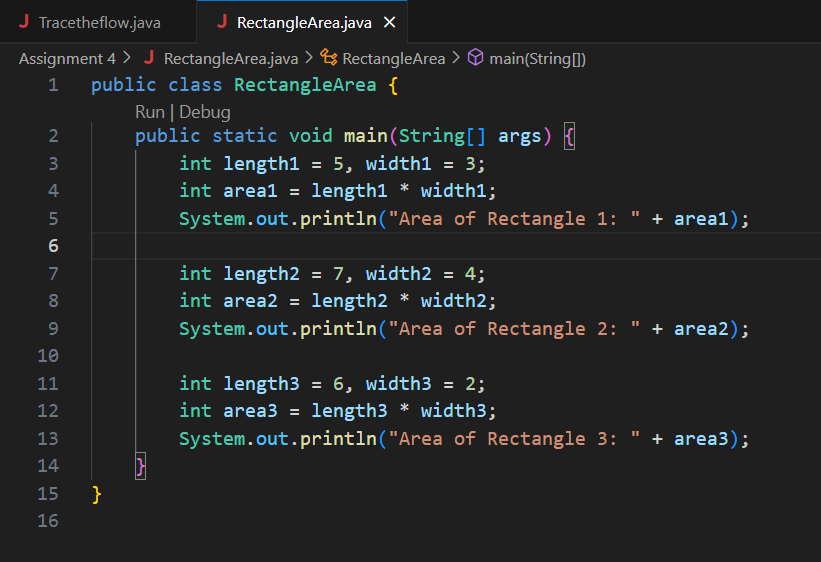 Tracetheflow.java RectangleArea.java
Assignment 4 > RectangleArea.java > RectangleArea > main(String[])
1 public class RectangleArea {
Run | Debug
2 public static void main(String[] args) {
3 int length1 = 5, width1 = 3;
4 int area1 = length1 * width1;
5 System.out.println("Area of Rectangle 1: " + area1);
6
7 int length2 = 7, width2 = 4;
8 int area2 = length2 * width2;
9 System.out.println("Area of Rectangle 2: " + area2);
10
11 int length3 = 6, width3 = 2;
12 int area3 = length3 * width3;
13 System.out.println("Area of Rectangle 3: " + area3);
14 }
15 }
16